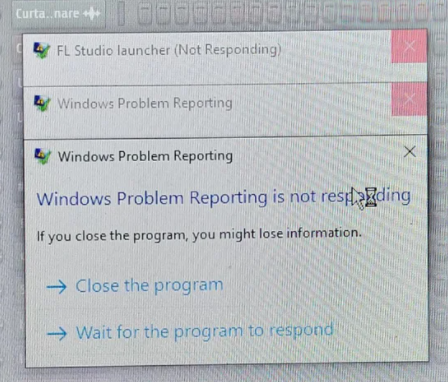 Curta..nare
FL Studio launcher (Not Responding)
Windows Problem Reporting
Windows Problem Reporting
Windows Problem Reporting is not responding
If you close the program, you might lose information.
→ Close the program
→ Wait for the program to respond